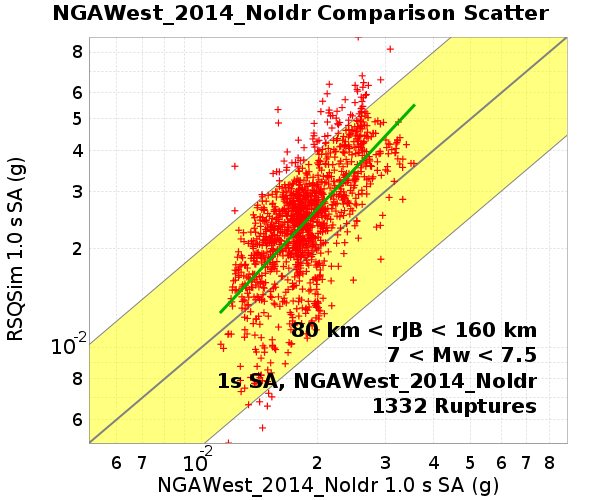 NGAWest_2014_NoIdr Comparison Scatter
RSQSim 1.0 s SA (g)
8
6
5
4
3
2
10-2
8
6
80 km < rJB < 160 km
7 < Mw < 7.5
1s SA, NGAWest_2014_NoIdr
1332 Ruptures
6 7 10-2 2 3 4 5 6 7 8
NGAWest_2014_NoIdr 1.0 s SA (g)